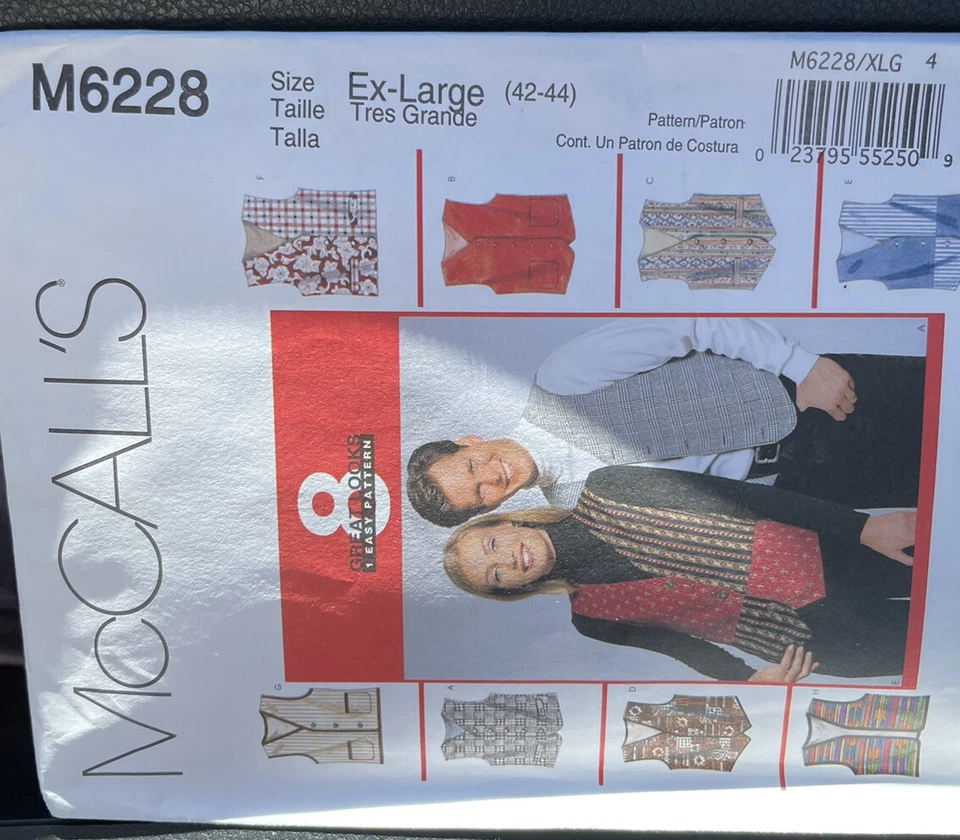 M6228
Size
Taille
Talla
Ex-Large (42-44)
Tres Grande
Pattern/Patron
Cont. Un Patron de Costura
M6228/XLG 4
0 23795 55250 9
McCALL'S®
8
GREAT LOOKS
1 EASY PATTERN
F
B
C
E
A
E
G
A
D
H